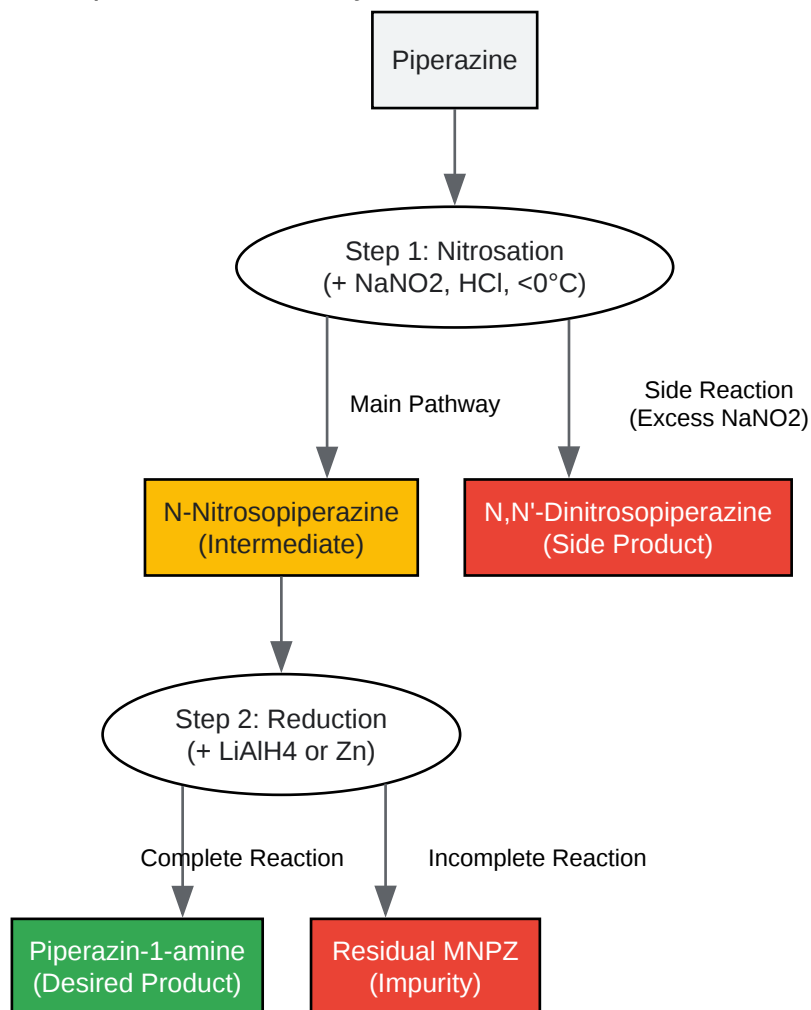 Piperazine
Step 1: Nitrosation
(+ NaNO2, HCl, <0°C)
Main Pathway
Side Reaction
(Excess NaNO2)
N-Nitrosopiperazine
(Intermediate)
N,N'-Dinitrosopiperazine
(Side Product)
Step 2: Reduction
(+ LiAlH4 or Zn)
Complete Reaction
Incomplete Reaction
Piperazin-1-amine
(Desired Product)
Residual MNPZ
(Impurity)